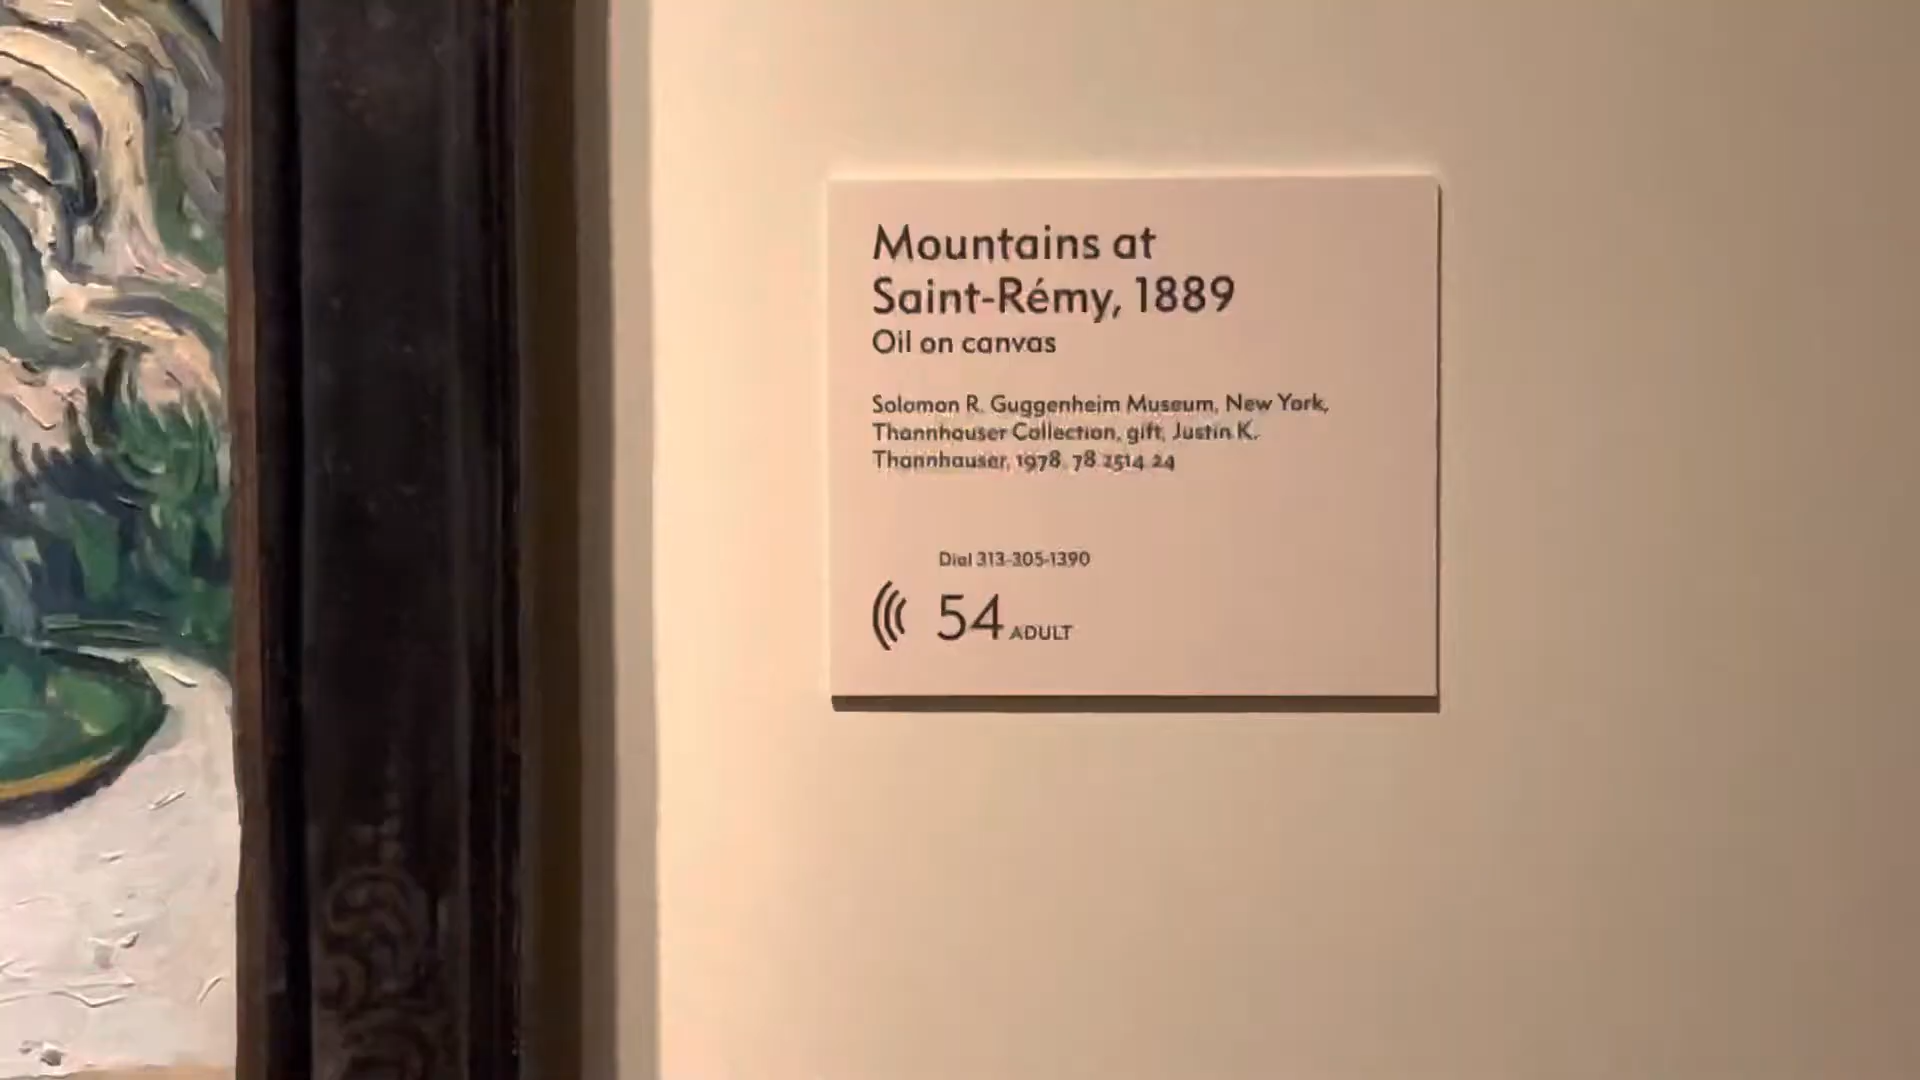 Mountains at
Saint-Rémy, 1889
Oil on canvas
Solomon R. Guggenheim Museum, New York,
Thannhauser Collection, gift, Justin K.
Thannhauser, 1978, 78.2514.24
Dial 313-305-1390
54 ADULT